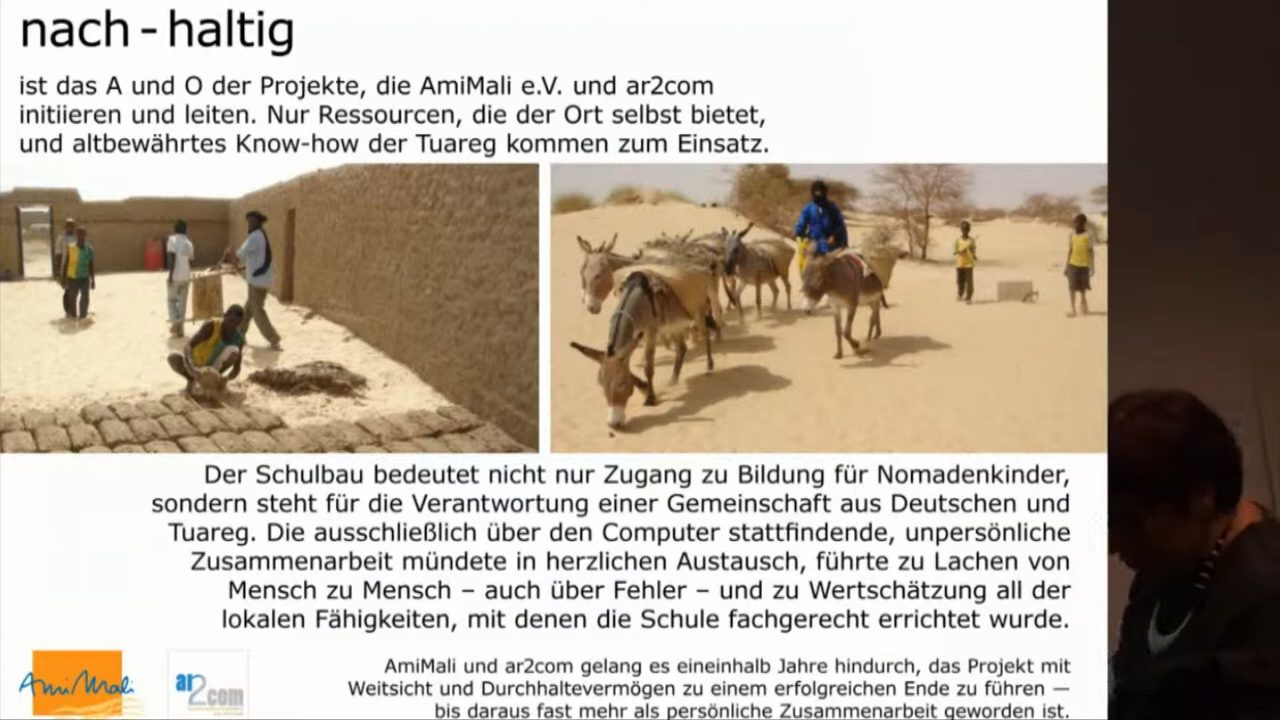 nach - haltig
ist das A und O der Projekte, die AmiMali e.V. und ar2com
initiieren und leiten. Nur Ressourcen, die der Ort selbst bietet,
und altbewährtes Know-how der Tuareg kommen zum Einsatz.
Der Schulbau bedeutet nicht nur Zugang zu Bildung für Nomadenkinder,
sondern steht für die Verantwortung einer Gemeinschaft aus Deutschen und
Tuareg. Die ausschließlich über den Computer stattfindende, unpersönliche
Zusammenarbeit mündete in herzlichen Austausch, führte zu Lachen von
Mensch zu Mensch – auch über Fehler – und zu Wertschätzung all der
lokalen Fähigkeiten, mit denen die Schule fachgerecht errichtet wurde.
AmiMali und ar2com gelang es eineinhalb Jahre hindurch, das Projekt mit
Weitsicht und Durchhaltevermögen zu einem erfolgreichen Ende zu führen —
bis daraus fast mehr als persönliche Zusammenarbeit geworden ist.
AmiMali
ar2com